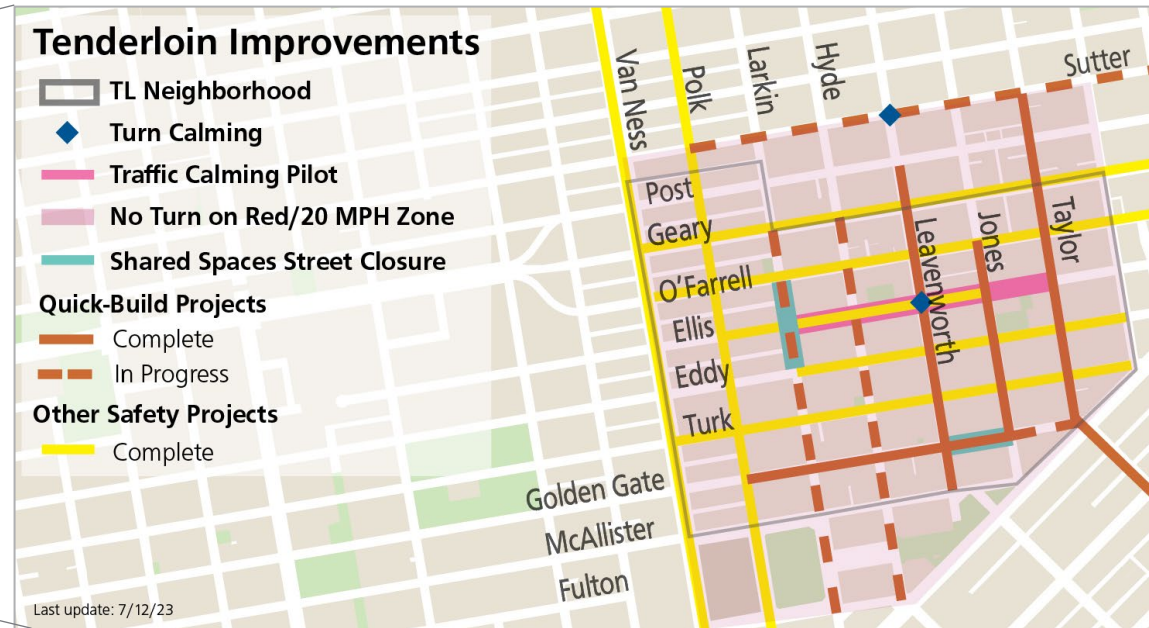 Tenderloin Improvements
TL Neighborhood
Turn Calming
Traffic Calming Pilot
No Turn on Red/20 MPH Zone
Shared Spaces Street Closure
Quick-Build Projects
Complete
In Progress
Other Safety Projects
Complete
Last update: 7/12/23
Van Ness
Polk
Larkin
Hyde
Sutter
Post
Geary
O'Farrell
Ellis
Eddy
Turk
Golden Gate
McAllister
Fulton
Leavenworth
Jones
Taylor